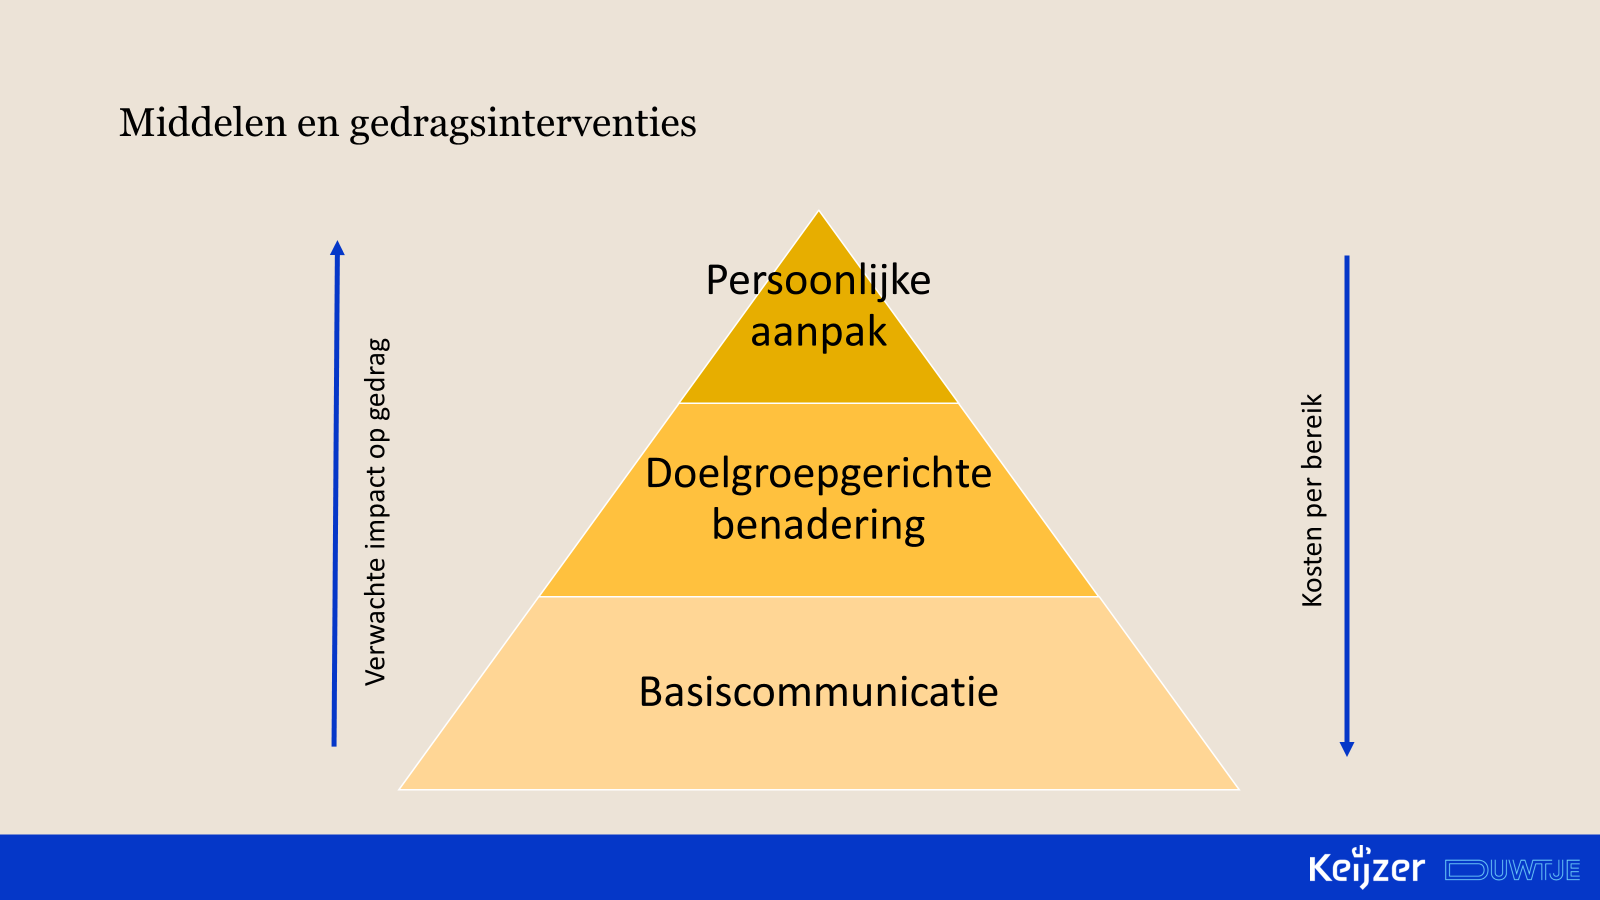 Middelen en gedragsinterventies
Verwachte impact op gedrag
Persoonlijke
aanpak
Doelgroepgerichte
benadering
Basiscommunicatie
Kosten per bereik
Keijzer
DUWTJE